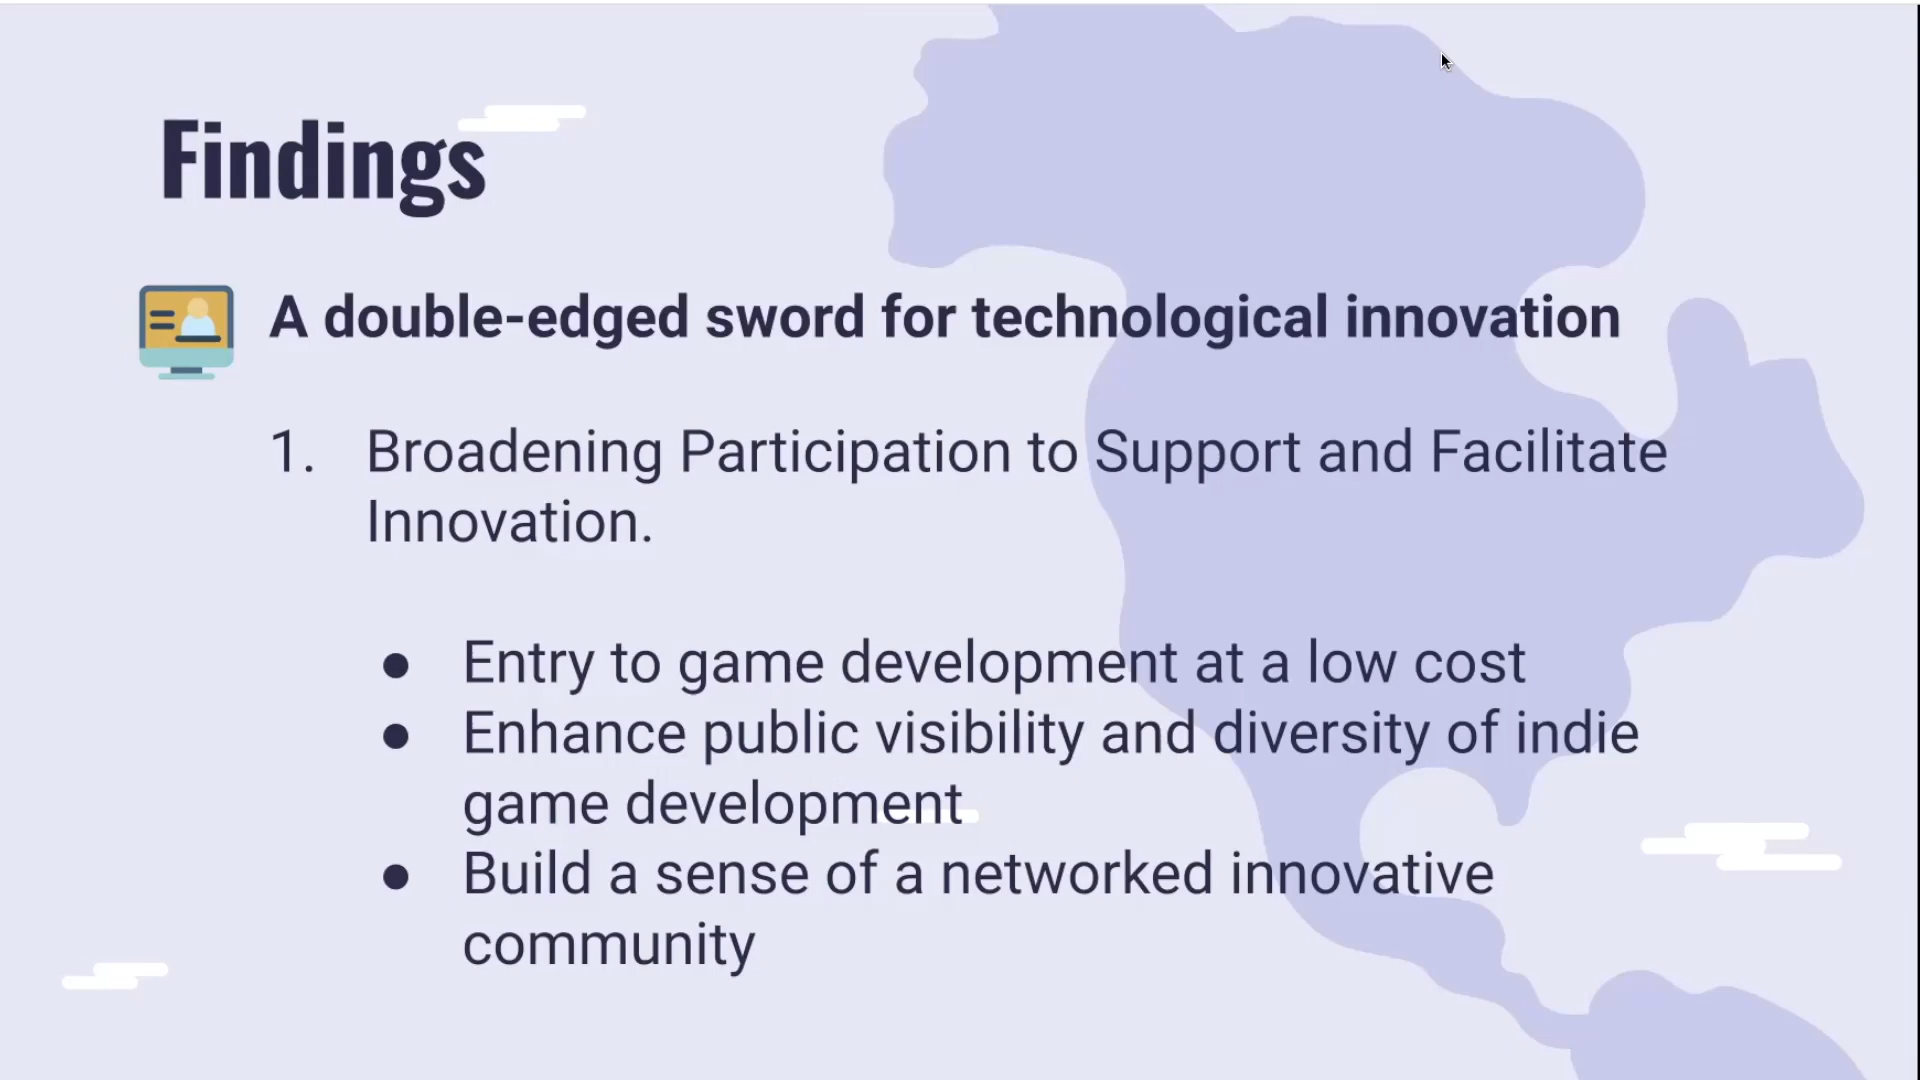 Findings
A double-edged sword for technological innovation
1. Broadening Participation to Support and Facilitate
Innovation.
● Entry to game development at a low cost
● Enhance public visibility and diversity of indie
game development
● Build a sense of a networked innovative
community